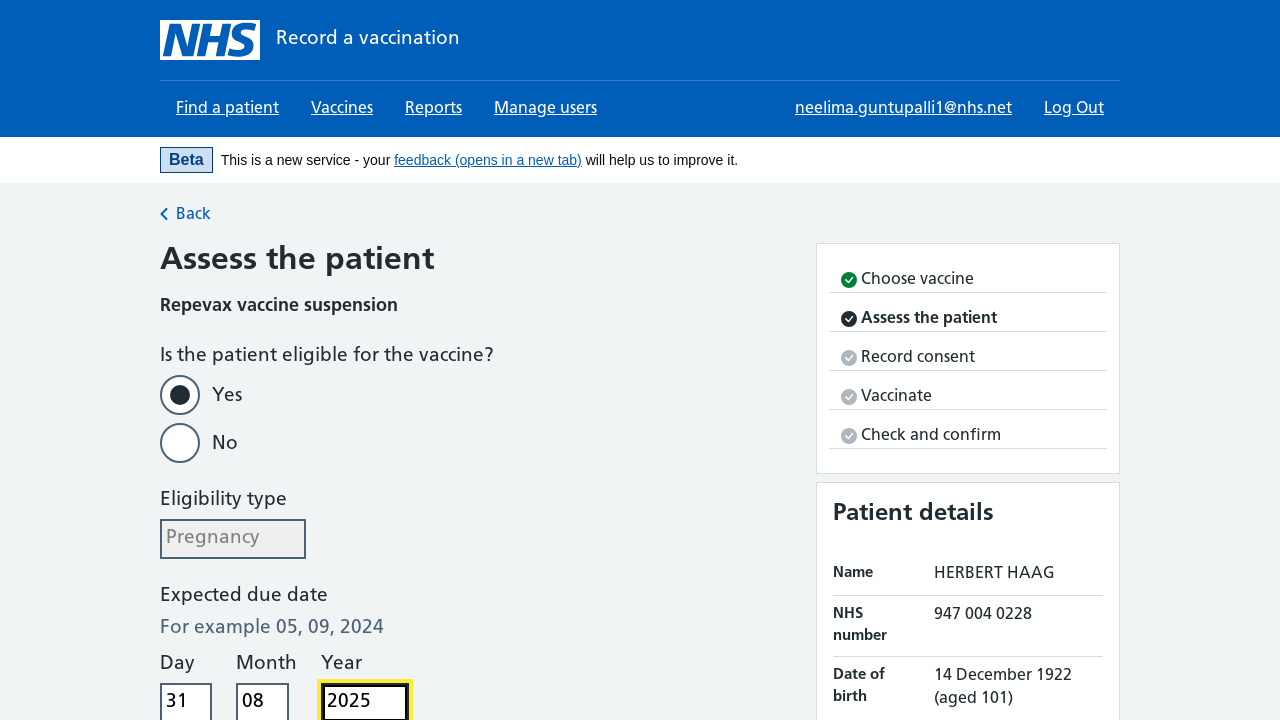 NHS Record a vaccination
Find a patient Vaccines Reports Manage users neelima.guntupalli1@nhs.net Log Out
Beta This is a new service - your feedback (opens in a new tab) will help us to improve it.
Back
Assess the patient
Repevax vaccine suspension
Is the patient eligible for the vaccine?
Yes
No
Eligibility type
Pregnancy
Expected due date
For example 05, 09, 2024
Day Month Year
31 08 2025
Choose vaccine
Assess the patient
Record consent
Vaccinate
Check and confirm
Patient details
Name HERBERT HAAG
NHS number 947 004 0228
Date of birth 14 December 1922
(aged 101)